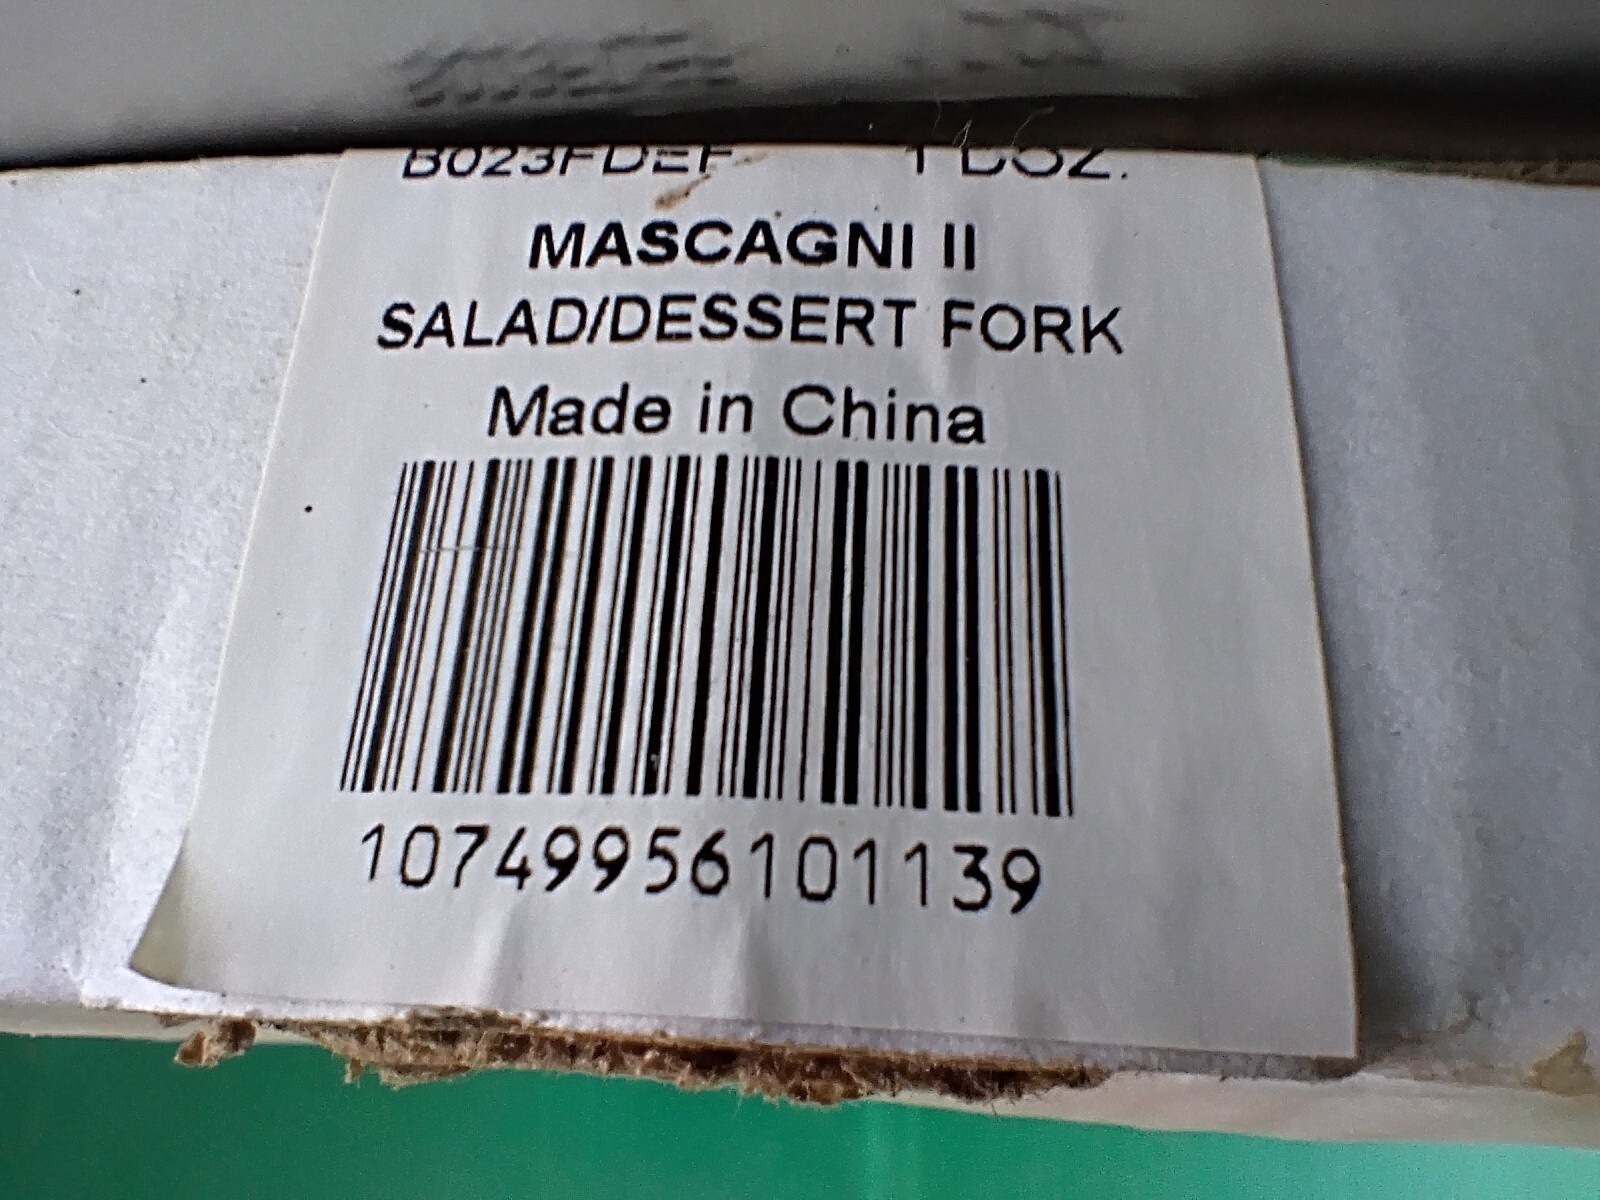 B023FDEF 1 DOZ.
MASCAGNI II
SALAD/DESSERT FORK
Made in China
10749956101139